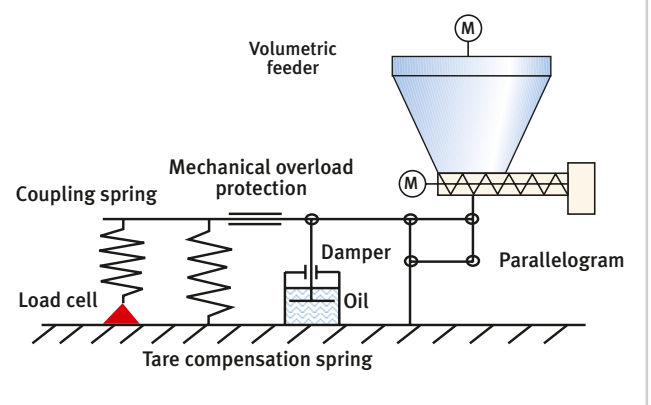 M
Volumetric
feeder
Mechanical overload
protection
M
Coupling spring
Damper
Parallelogram
Load cell
Oil
Tare compensation spring